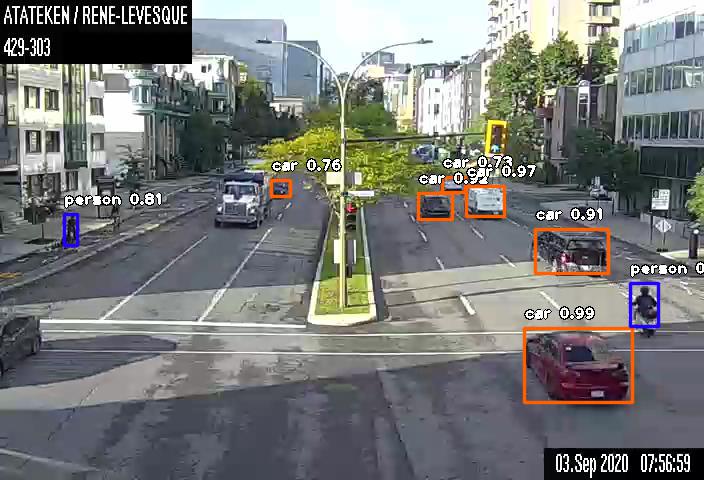 ATATEKEN / RENE-LEVESQUE
429-303
car 0.76
car 0.73
car 0.97
person 0.81
car 0.91
person 0
car 0.99
03.Sep 2020 07:56:59